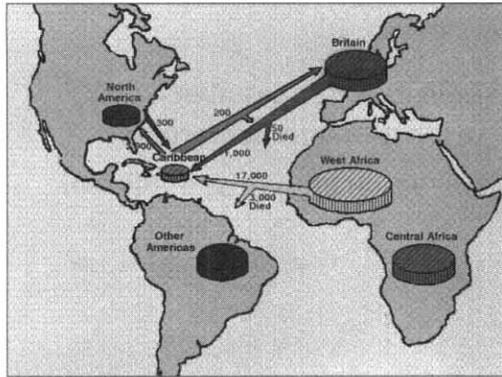 Britain
North
America
300
200
50
Died
Caribbean
1,000
17,000
West Africa
3,000
Died
Other
Americas
Central Africa